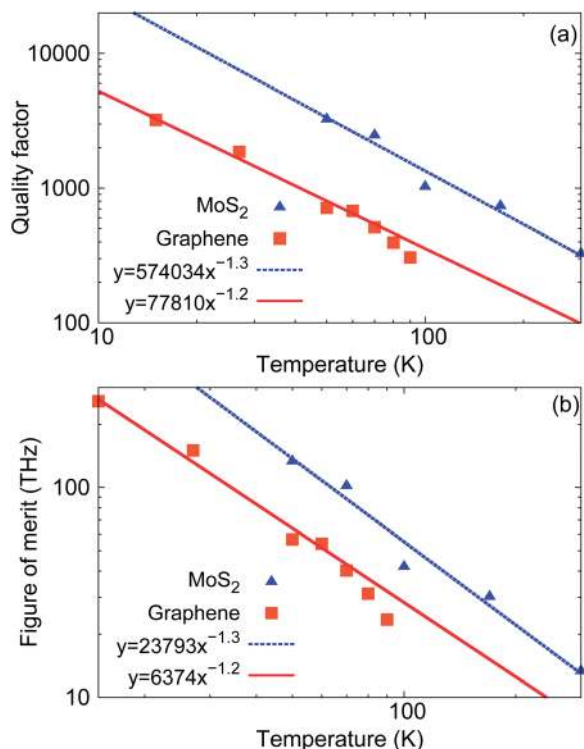 (a)
10000
1000
100
Quality factor
MoS₂
Graphene
y=574034x⁻¹·³
y=77810x⁻¹·²
10
100
Temperature (K)
(b)
100
10
Figure of merit (THz)
MoS₂
Graphene
y=23793x⁻¹·³
y=6374x⁻¹·²
100
Temperature (K)